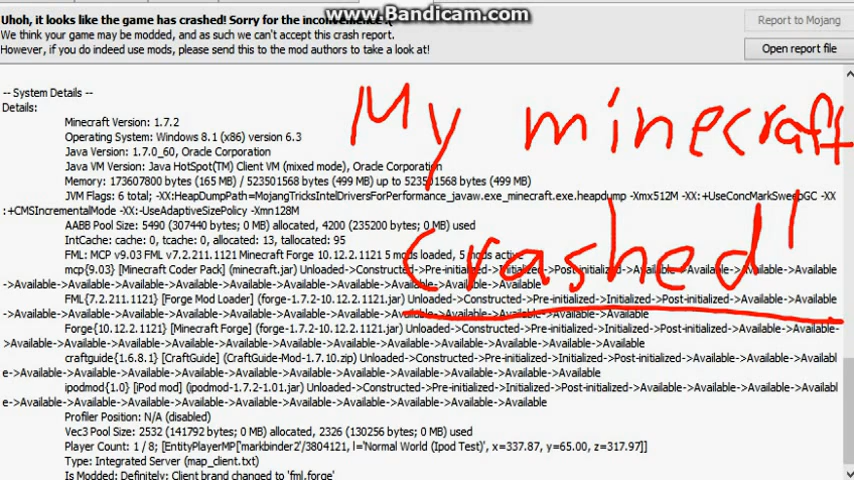 www.Bandicam.com
Uhoh, it looks like the game has crashed! Sorry for the inconvenience :(
We think your game may be modded, and as such we can't accept this crash report.
However, if you do indeed use mods, please send this to the mod authors to take a look at!
Report to Mojang
Open report file
My minecraft
crashed!
-- System Details --
Details:
Minecraft Version: 1.7.2
Operating System: Windows 8.1 (x86) version 6.3
Java Version: 1.7.0_60, Oracle Corporation
Java VM Version: Java HotSpot(TM) Client VM (mixed mode), Oracle Corporation
Memory: 173607800 bytes (165 MB) / 523501568 bytes (499 MB) up to 523501568 bytes (499 MB)
JVM Flags: 6 total; -XX:HeapDumpPath=MojangTricksIntelDriversForPerformance_javaw.exe_minecraft.exe.heapdump -Xmx512M -XX:+UseConcMarkSweepGC -XX
:+CMSIncrementalMode -XX:-UseAdaptiveSizePolicy -Xmn128M
AABB Pool Size: 5490 (307440 bytes; 0 MB) allocated, 4200 (235200 bytes; 0 MB) used
IntCache: cache: 0, tcache: 0, allocated: 13, tallocated: 95
FML: MCP v9.03 FML v7.2.211.1121 Minecraft Forge 10.12.2.1121 5 mods loaded, 5 mods active
mcp{9.03} [Minecraft Coder Pack] (minecraft.jar) Unloaded->Constructed->Pre-initialized->Initialized->Post-initialized->Available->Available->Available
->Available->Available->Available->Available->Available->Available->Available->Available->Available
FML{7.2.211.1121} [Forge Mod Loader] (forge-1.7.2-10.12.2.1121.jar) Unloaded->Constructed->Pre-initialized->Initialized->Post-initialized->Available->Available
->Available->Available->Available->Available->Available->Available->Available->Available->Available->Available
Forge{10.12.2.1121} [Minecraft Forge] (forge-1.7.2-10.12.2.1121.jar) Unloaded->Constructed->Pre-initialized->Initialized->Post-initialized->Available->Available-
>Available->Available->Available->Available->Available->Available->Available->Available->Available->Available
craftguide{1.6.8.1} [CraftGuide] (CraftGuide-Mod-1.7.10.zip) Unloaded->Constructed->Pre-initialized->Initialized->Post-initialized->Available->Available->Availabl
e->Available->Available->Available->Available->Available->Available->Available->Available->Available
ipodmod{1.0} [iPod mod] (ipodmod-1.7.2-1.01.jar) Unloaded->Constructed->Pre-initialized->Initialized->Post-initialized->Available->Available->Availabl
e->Available->Available->Available->Available->Available->Available->Available->Available
Profiler Position: N/A (disabled)
Vec3 Pool Size: 2532 (141792 bytes; 0 MB) allocated, 2326 (130256 bytes; 0 MB) used
Player Count: 1 / 8; [EntityPlayerMP['markbinder2'/3804121, l='Normal World (Ipod Test)', x=337.87, y=65.00, z=317.97]]
Type: Integrated Server (map_client.txt)
Is Modded: Definitely; Client brand changed to 'fml,forge'